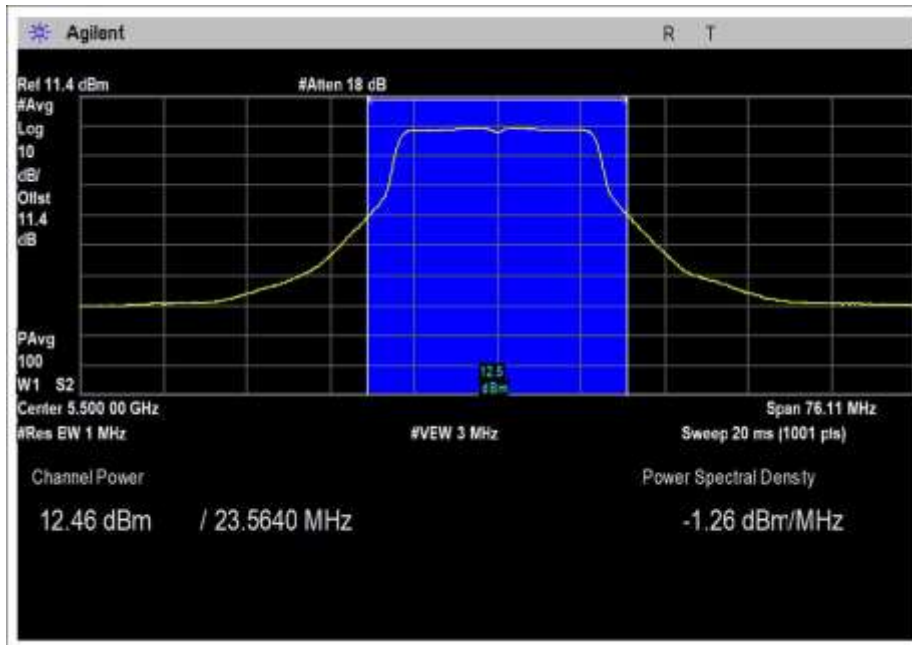 Agilent R T
Ref 11.4 dBm #Atten 18 dB
#Avg
Log
10
dB/
Offst
11.4
dB
PAvg
100
W1 S2
12.5
dBm
Center 5.500 00 GHz Span 76.11 MHz
#Res BW 1 MHz #VBW 3 MHz Sweep 20 ms (1001 pts)
Channel Power Power Spectral Density
12.46 dBm / 23.5640 MHz -1.26 dBm/MHz